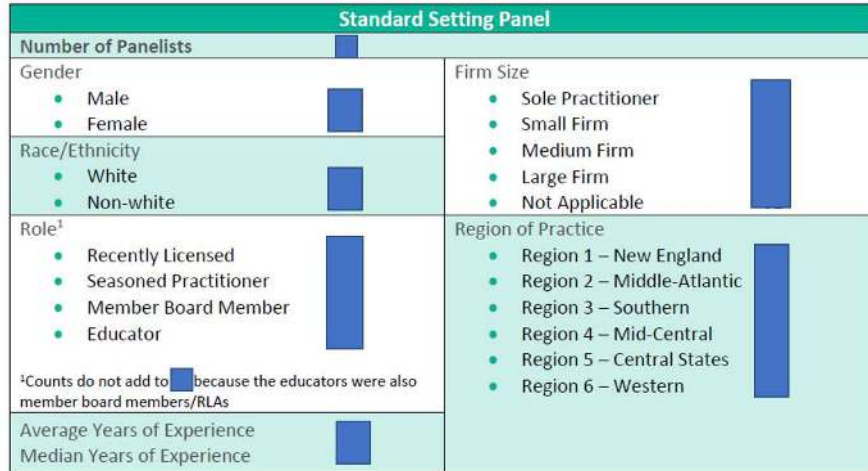 Standard Setting Panel
Number of Panelists
Gender
• Male
• Female
Race/Ethnicity
• White
• Non-white
Role¹
• Recently Licensed
• Seasoned Practitioner
• Member Board Member
• Educator
¹Counts do not add to because the educators were also
member board members/RLAs
Average Years of Experience
Median Years of Experience
Firm Size
• Sole Practitioner
• Small Firm
• Medium Firm
• Large Firm
• Not Applicable
Region of Practice
• Region 1 – New England
• Region 2 – Middle-Atlantic
• Region 3 – Southern
• Region 4 – Mid-Central
• Region 5 – Central States
• Region 6 – Western